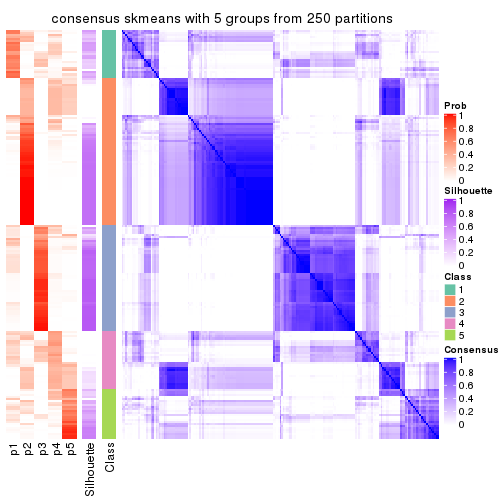 consensus skmeans with 5 groups from 250 partitions
Prob
1
0.8
0.6
0.4
0.2
0
Silhouette
1
0.8
0.6
0.4
0.2
0
Class
1
2
3
4
5
Consensus
1
0.8
0.6
0.4
0.2
0
p1
p2
p3
p4
p5
Silhouette
Class